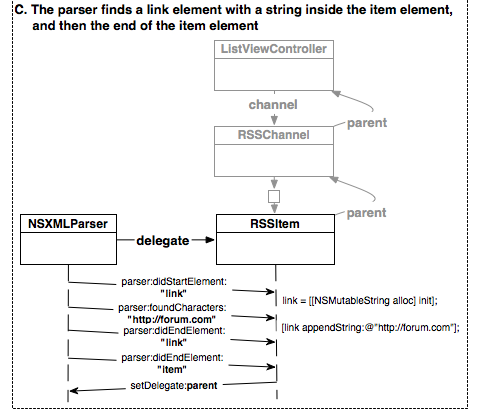 C. The parser finds a link element with a string inside the item element,
and then the end of the item element
ListViewController
channel
parent
RSSChannel
parent
NSXMLParser
delegate
RSSItem
parser:didStartElement:
"link"
link = [[NSMutableString alloc] init];
parser:foundCharacters:
"http://forum.com"
[link appendString:@"http://forum.com"];
parser:didEndElement:
"link"
parser:didEndElement:
"item"
setDelegate:parent